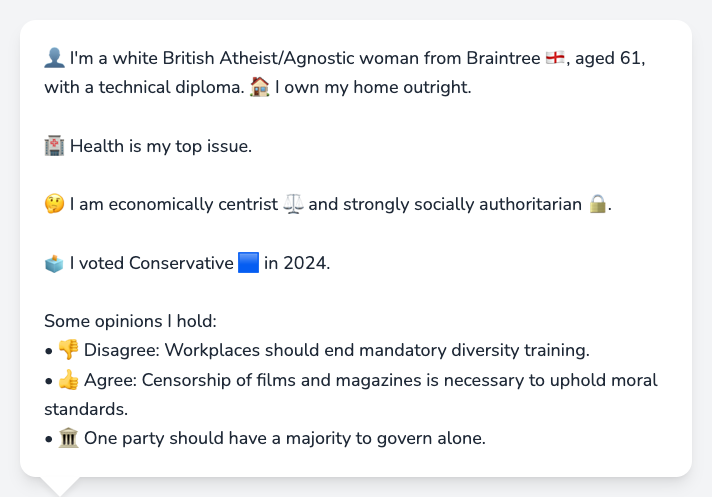 👤 I'm a white British Atheist/Agnostic woman from Braintree 🏴󠁧󠁢󠁥󠁮󠁧󠁿, aged 61,
with a technical diploma. 🏠 I own my home outright.
🏥 Health is my top issue.
🤔 I am economically centrist ⚖️ and strongly socially authoritarian 🔒.
🗳️ I voted Conservative 🟦 in 2024.
Some opinions I hold:
• 👎 Disagree: Workplaces should end mandatory diversity training.
• 👍 Agree: Censorship of films and magazines is necessary to uphold moral
standards.
• 🏛️ One party should have a majority to govern alone.